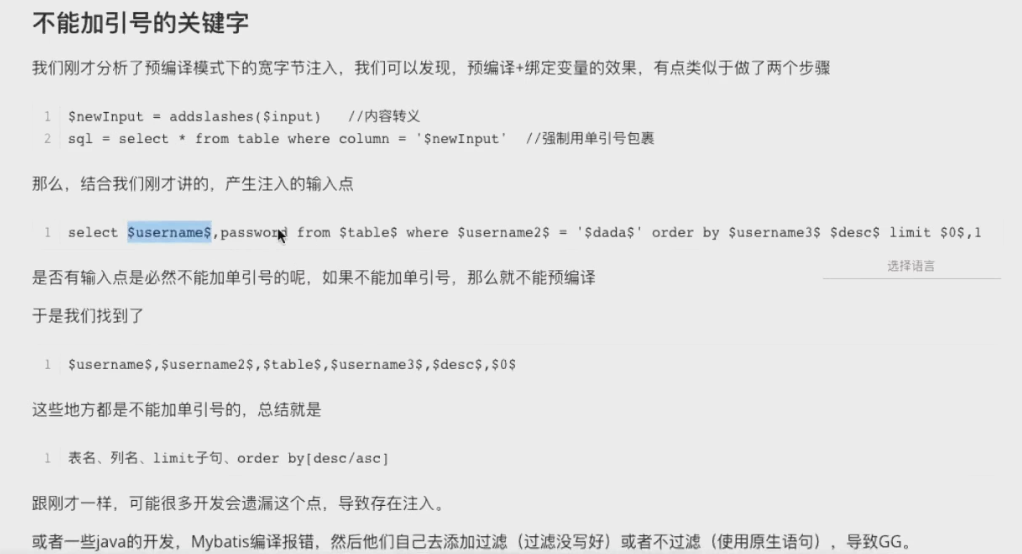 不能加引号的关键字
我们刚才分析了预编译模式下的宽字节注入，我们可以发现，预编译+绑定变量的效果，有点类似于做了两个步骤
1 $newInput = addslashes($input)   //内容转义
2 sql = select * from table where column = '$newInput'  //强制用单引号包裹
那么，结合我们刚才讲的，产生注入的输入点
1 select $username$,password from $table$ where $username2$ = '$dada$' order by $username3$ $desc$ limit $0$,1
选择语言
是否有输入点是必然不能加单引号的呢，如果不能加单引号，那么就不能预编译
于是我们找到了
1 $username$,$username2$,$table$,$username3$,$desc$,$0$
这些地方都是不能加单引号的，总结就是
1 表名、列名、limit子句、order by[desc/asc]
跟刚才一样，可能很多开发会遗漏这个点，导致存在注入。
或者一些java的开发，Mybatis编译报错，然后他们自己去添加过滤（过滤没写好）或者不过滤（使用原生语句），导致GG。